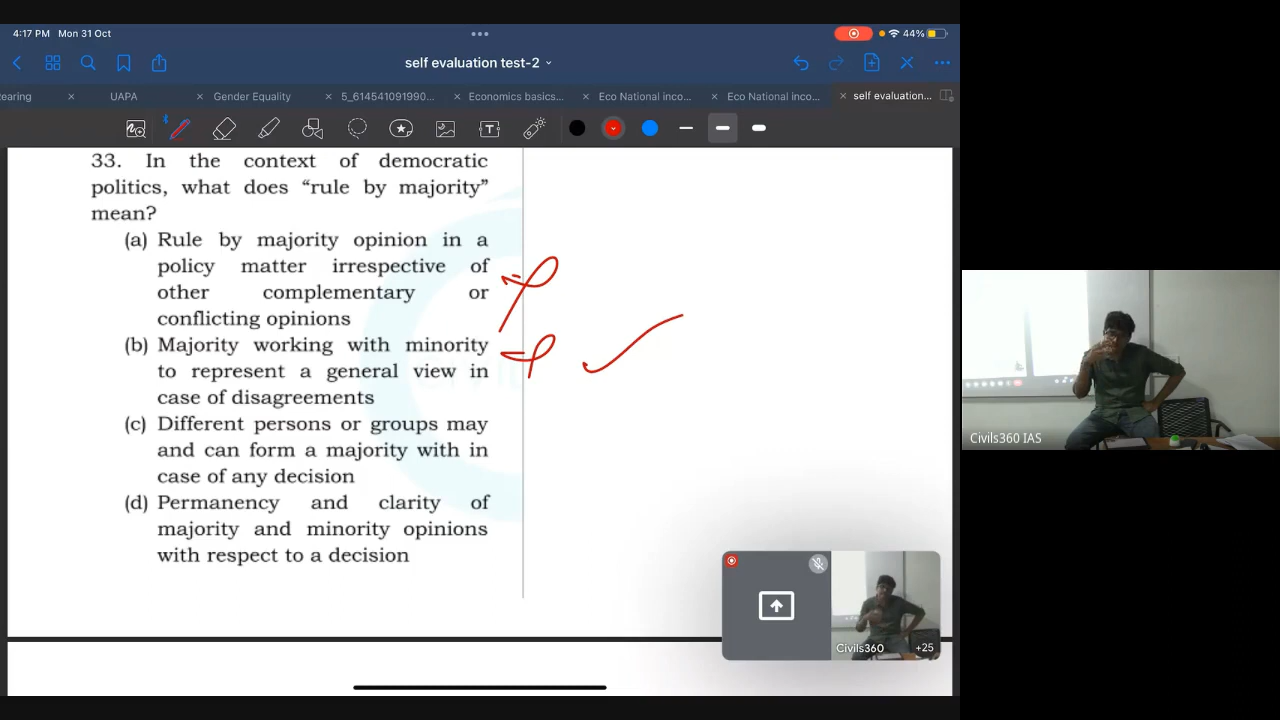 4:17 PM Mon 31 Oct
44%
self evaluation test-2
tearing
UAPA
Gender Equality
5_614541091990...
Economics basics...
Eco National inco...
Eco National inco...
self evaluation...
33. In the context of democratic
politics, what does “rule by majority”
mean?
(a) Rule by majority opinion in a
policy matter irrespective of
other complementary or
conflicting opinions
(b) Majority working with minority
to represent a general view in
case of disagreements
(c) Different persons or groups may
and can form a majority with in
case of any decision
(d) Permanency and clarity of
majority and minority opinions
with respect to a decision
Civils360 IAS
Civils360
+25